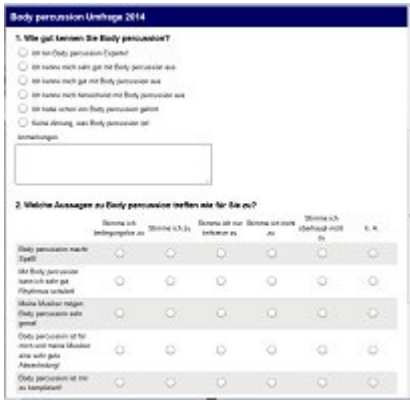 Body percussion Umfrage 2014
1. Wie gut kennen Sie Body percussion?
Ich bin Body percussion Experte!
Ich kenne mich sehr gut mit Body percussion aus
Ich kenne mich gut mit Body percussion aus
Ich kenne mich mit Body percussion aus
Ich habe schon von Body percussion gehört
Keine Ahnung, was Body percussion ist!
Anmerkungen
2. Welche Aussagen zu Body percussion treffen wie für Sie zu?
Stimme ich bedingungslos zu
Stimme ich zu
Stimme ich nur teilweise zu
Stimme ich nicht zu
Stimme ich überhaupt nicht zu
k. A.
Body percussion macht
Spaß!
Mit Body percussion
kann ich sehr gut
Rhythmus schulen!
Meine Musiker mögen
Body percussion sehr
gerne!
Body percussion ist für
mich und meine Musiker
eine sehr gute
Abwechslung!
Body percussion ist mir
zu kompliziert!